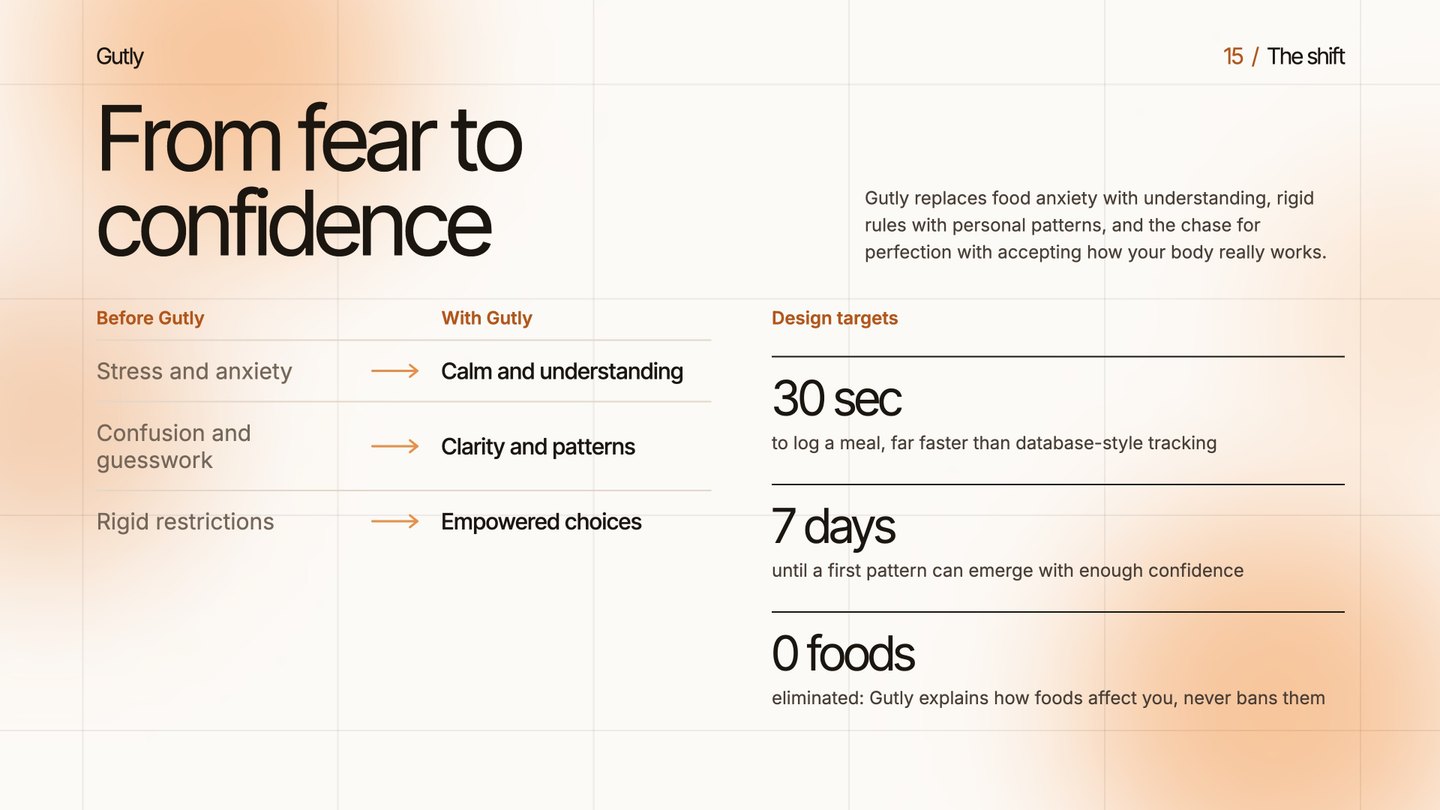 Gutly
15 / The shift
From fear to
confidence
Gutly replaces food anxiety with understanding, rigid
rules with personal patterns, and the chase for
perfection with accepting how your body really works.
Before Gutly
With Gutly
Stress and anxiety
Calm and understanding
Confusion and
guesswork
Clarity and patterns
Rigid restrictions
Empowered choices
Design targets
30 sec
to log a meal, far faster than database-style tracking
7 days
until a first pattern can emerge with enough confidence
0 foods
eliminated: Gutly explains how foods affect you, never bans them